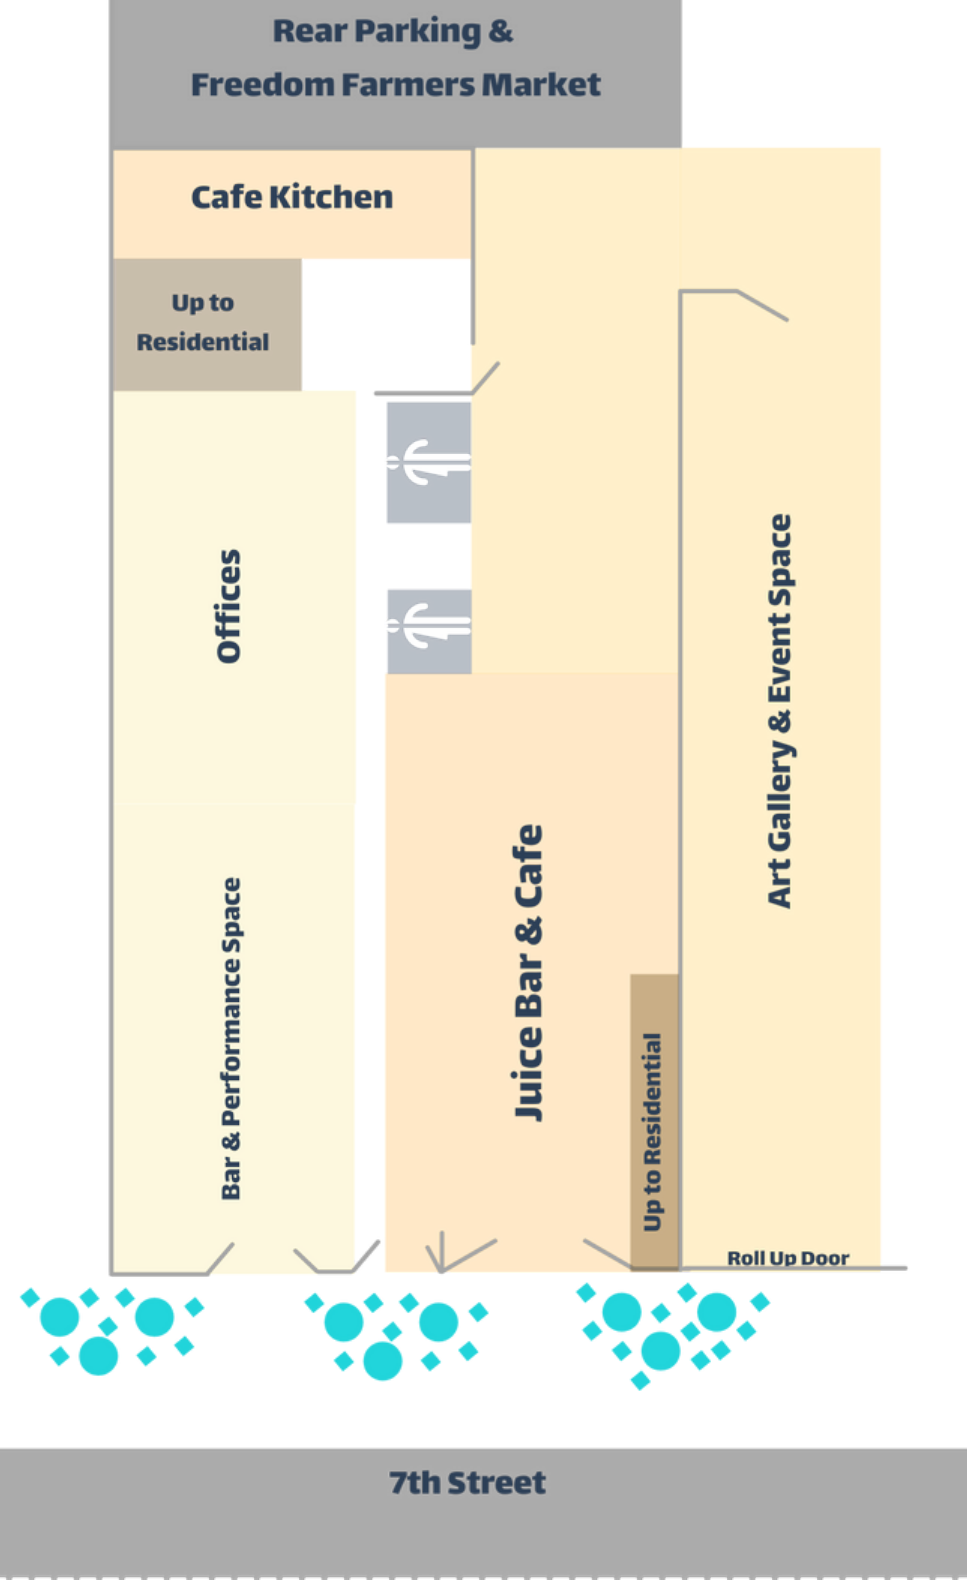 Rear Parking &
Freedom Farmers Market
Cafe Kitchen
Up to
Residential
Offices
Art Gallery & Event Space
Bar & Performance Space
Juice Bar & Cafe
Up to Residential
Roll Up Door
7th Street